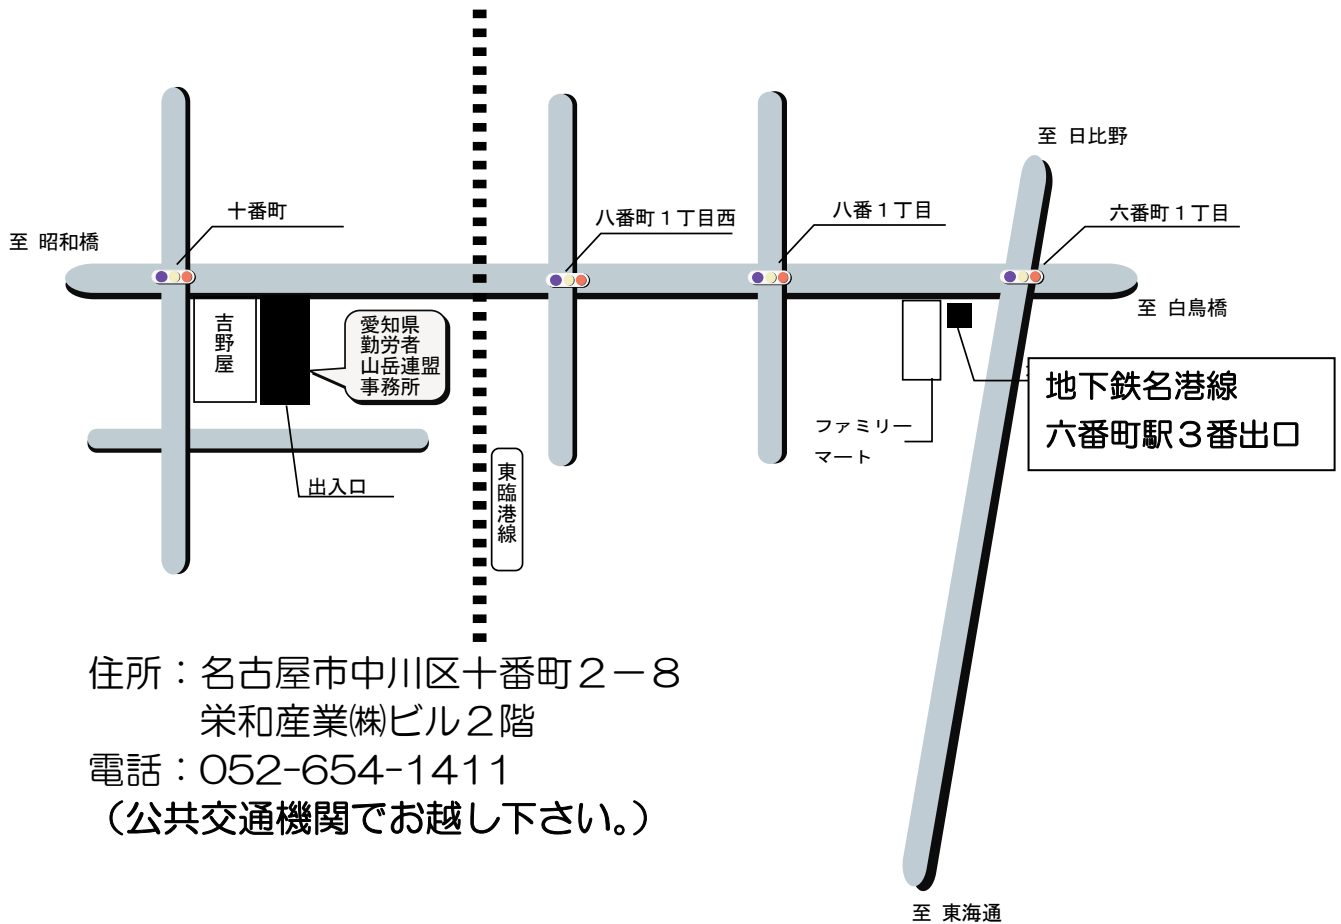 至 日比野
十番町
八番町１丁目西
八番１丁目
六番町１丁目
至 昭和橋
至 白鳥橋
吉野屋
愛知県
勤労者
山岳連盟
事務所
地下鉄名港線
六番町駅３番出口
ファミリー
マート
出入口
東臨港線
住所：名古屋市中川区十番町２－８
栄和産業㈱ビル２階
電話：052-654-1411
（公共交通機関でお越し下さい。）
至 東海通